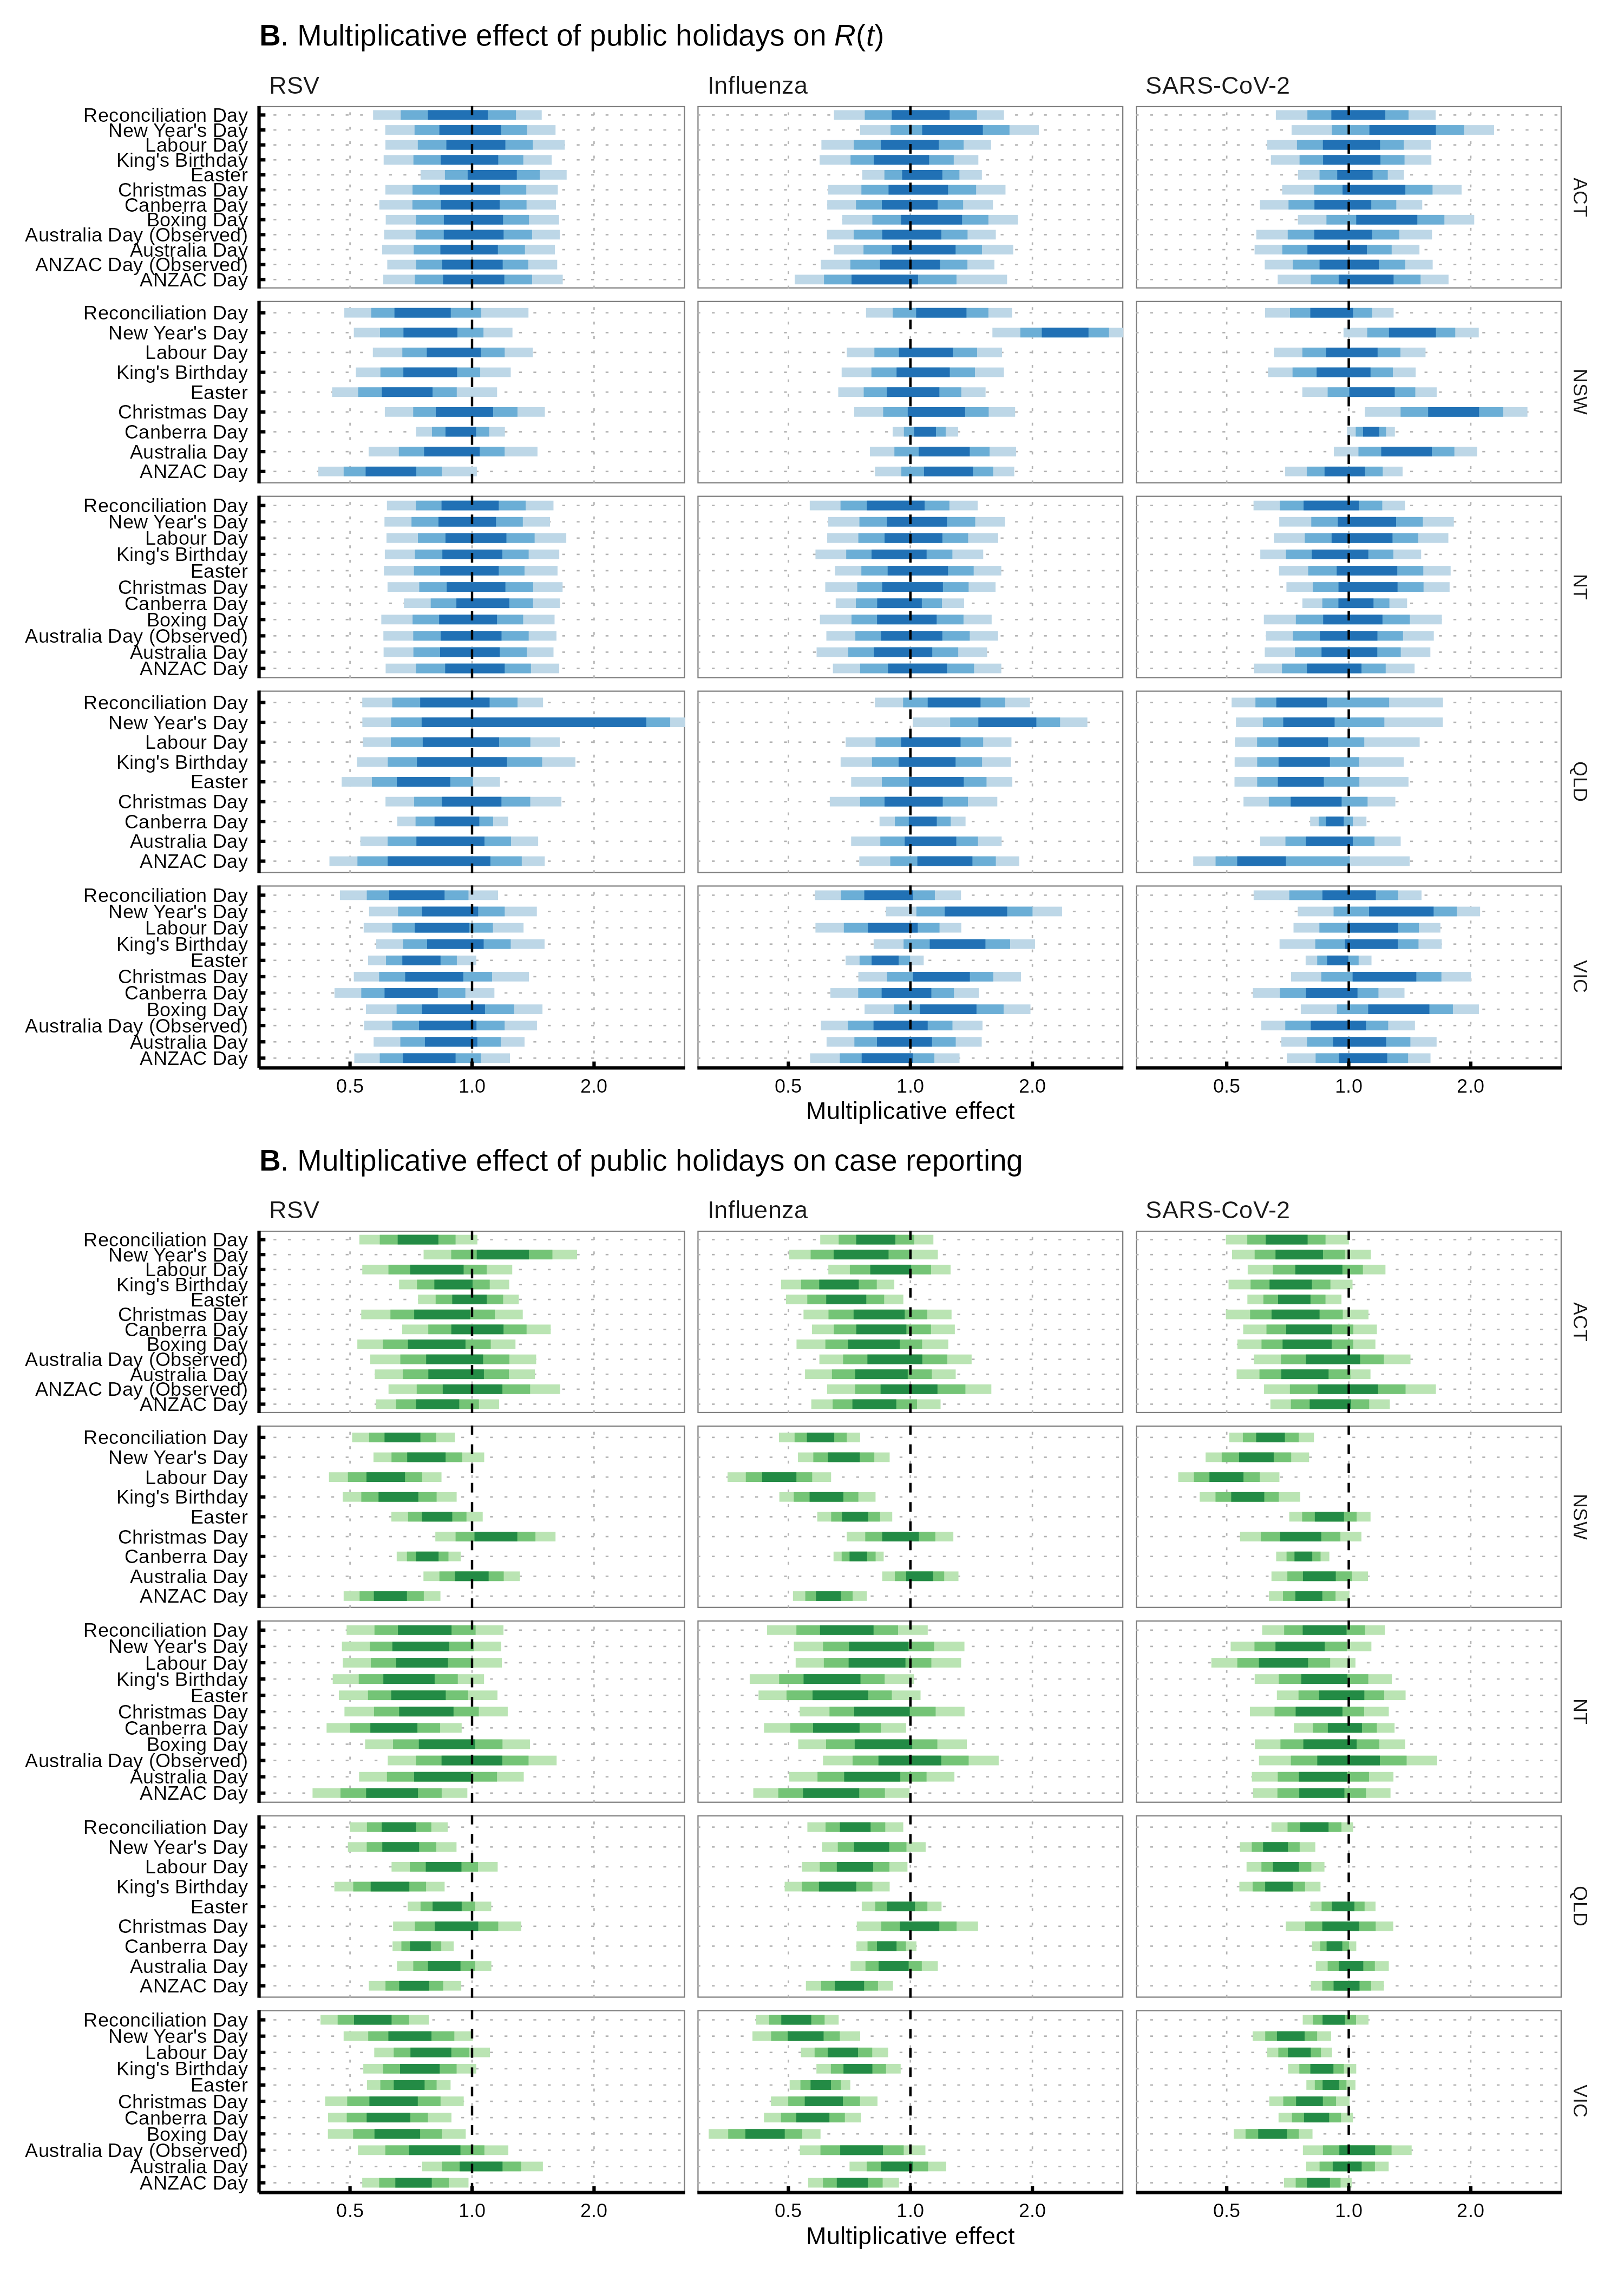 B. Multiplicative effect of public holidays on R(t)
RSV Influenza SARS-CoV-2
Reconciliation Day
New Year's Day
Labour Day
King's Birthday
Easter
Christmas Day
Canberra Day
Boxing Day
Australia Day (Observed)
Australia Day
ANZAC Day (Observed)
ANZAC Day
ACT
Reconciliation Day
New Year's Day
Labour Day
King's Birthday
Easter
Christmas Day
Canberra Day
Australia Day
ANZAC Day
NSW
Reconciliation Day
New Year's Day
Labour Day
King's Birthday
Easter
Christmas Day
Canberra Day
Boxing Day
Australia Day (Observed)
Australia Day
ANZAC Day
NT
Reconciliation Day
New Year's Day
Labour Day
King's Birthday
Easter
Christmas Day
Canberra Day
Australia Day
ANZAC Day
QLD
Reconciliation Day
New Year's Day
Labour Day
King's Birthday
Easter
Christmas Day
Canberra Day
Boxing Day
Australia Day (Observed)
Australia Day
ANZAC Day
VIC
0.5 1.0 2.0 0.5 1.0 2.0 0.5 1.0 2.0
Multiplicative effect
B. Multiplicative effect of public holidays on case reporting
RSV Influenza SARS-CoV-2
Reconciliation Day
New Year's Day
Labour Day
King's Birthday
Easter
Christmas Day
Canberra Day
Boxing Day
Australia Day (Observed)
Australia Day
ANZAC Day (Observed)
ANZAC Day
ACT
Reconciliation Day
New Year's Day
Labour Day
King's Birthday
Easter
Christmas Day
Canberra Day
Australia Day
ANZAC Day
NSW
Reconciliation Day
New Year's Day
Labour Day
King's Birthday
Easter
Christmas Day
Canberra Day
Boxing Day
Australia Day (Observed)
Australia Day
ANZAC Day
NT
Reconciliation Day
New Year's Day
Labour Day
King's Birthday
Easter
Christmas Day
Canberra Day
Australia Day
ANZAC Day
QLD
Reconciliation Day
New Year's Day
Labour Day
King's Birthday
Easter
Christmas Day
Canberra Day
Boxing Day
Australia Day (Observed)
Australia Day
ANZAC Day
VIC
0.5 1.0 2.0 0.5 1.0 2.0 0.5 1.0 2.0
Multiplicative effect